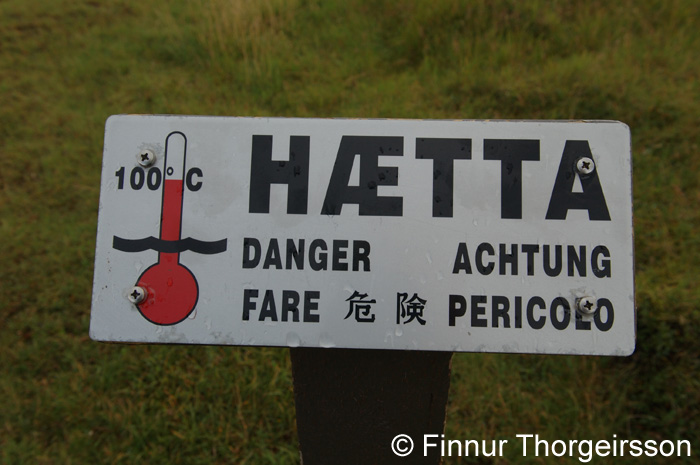 100°C
HÆTTA
DANGER ACHTUNG
FARE 危険 PERICOLO
© Finnur Thorgeirsson